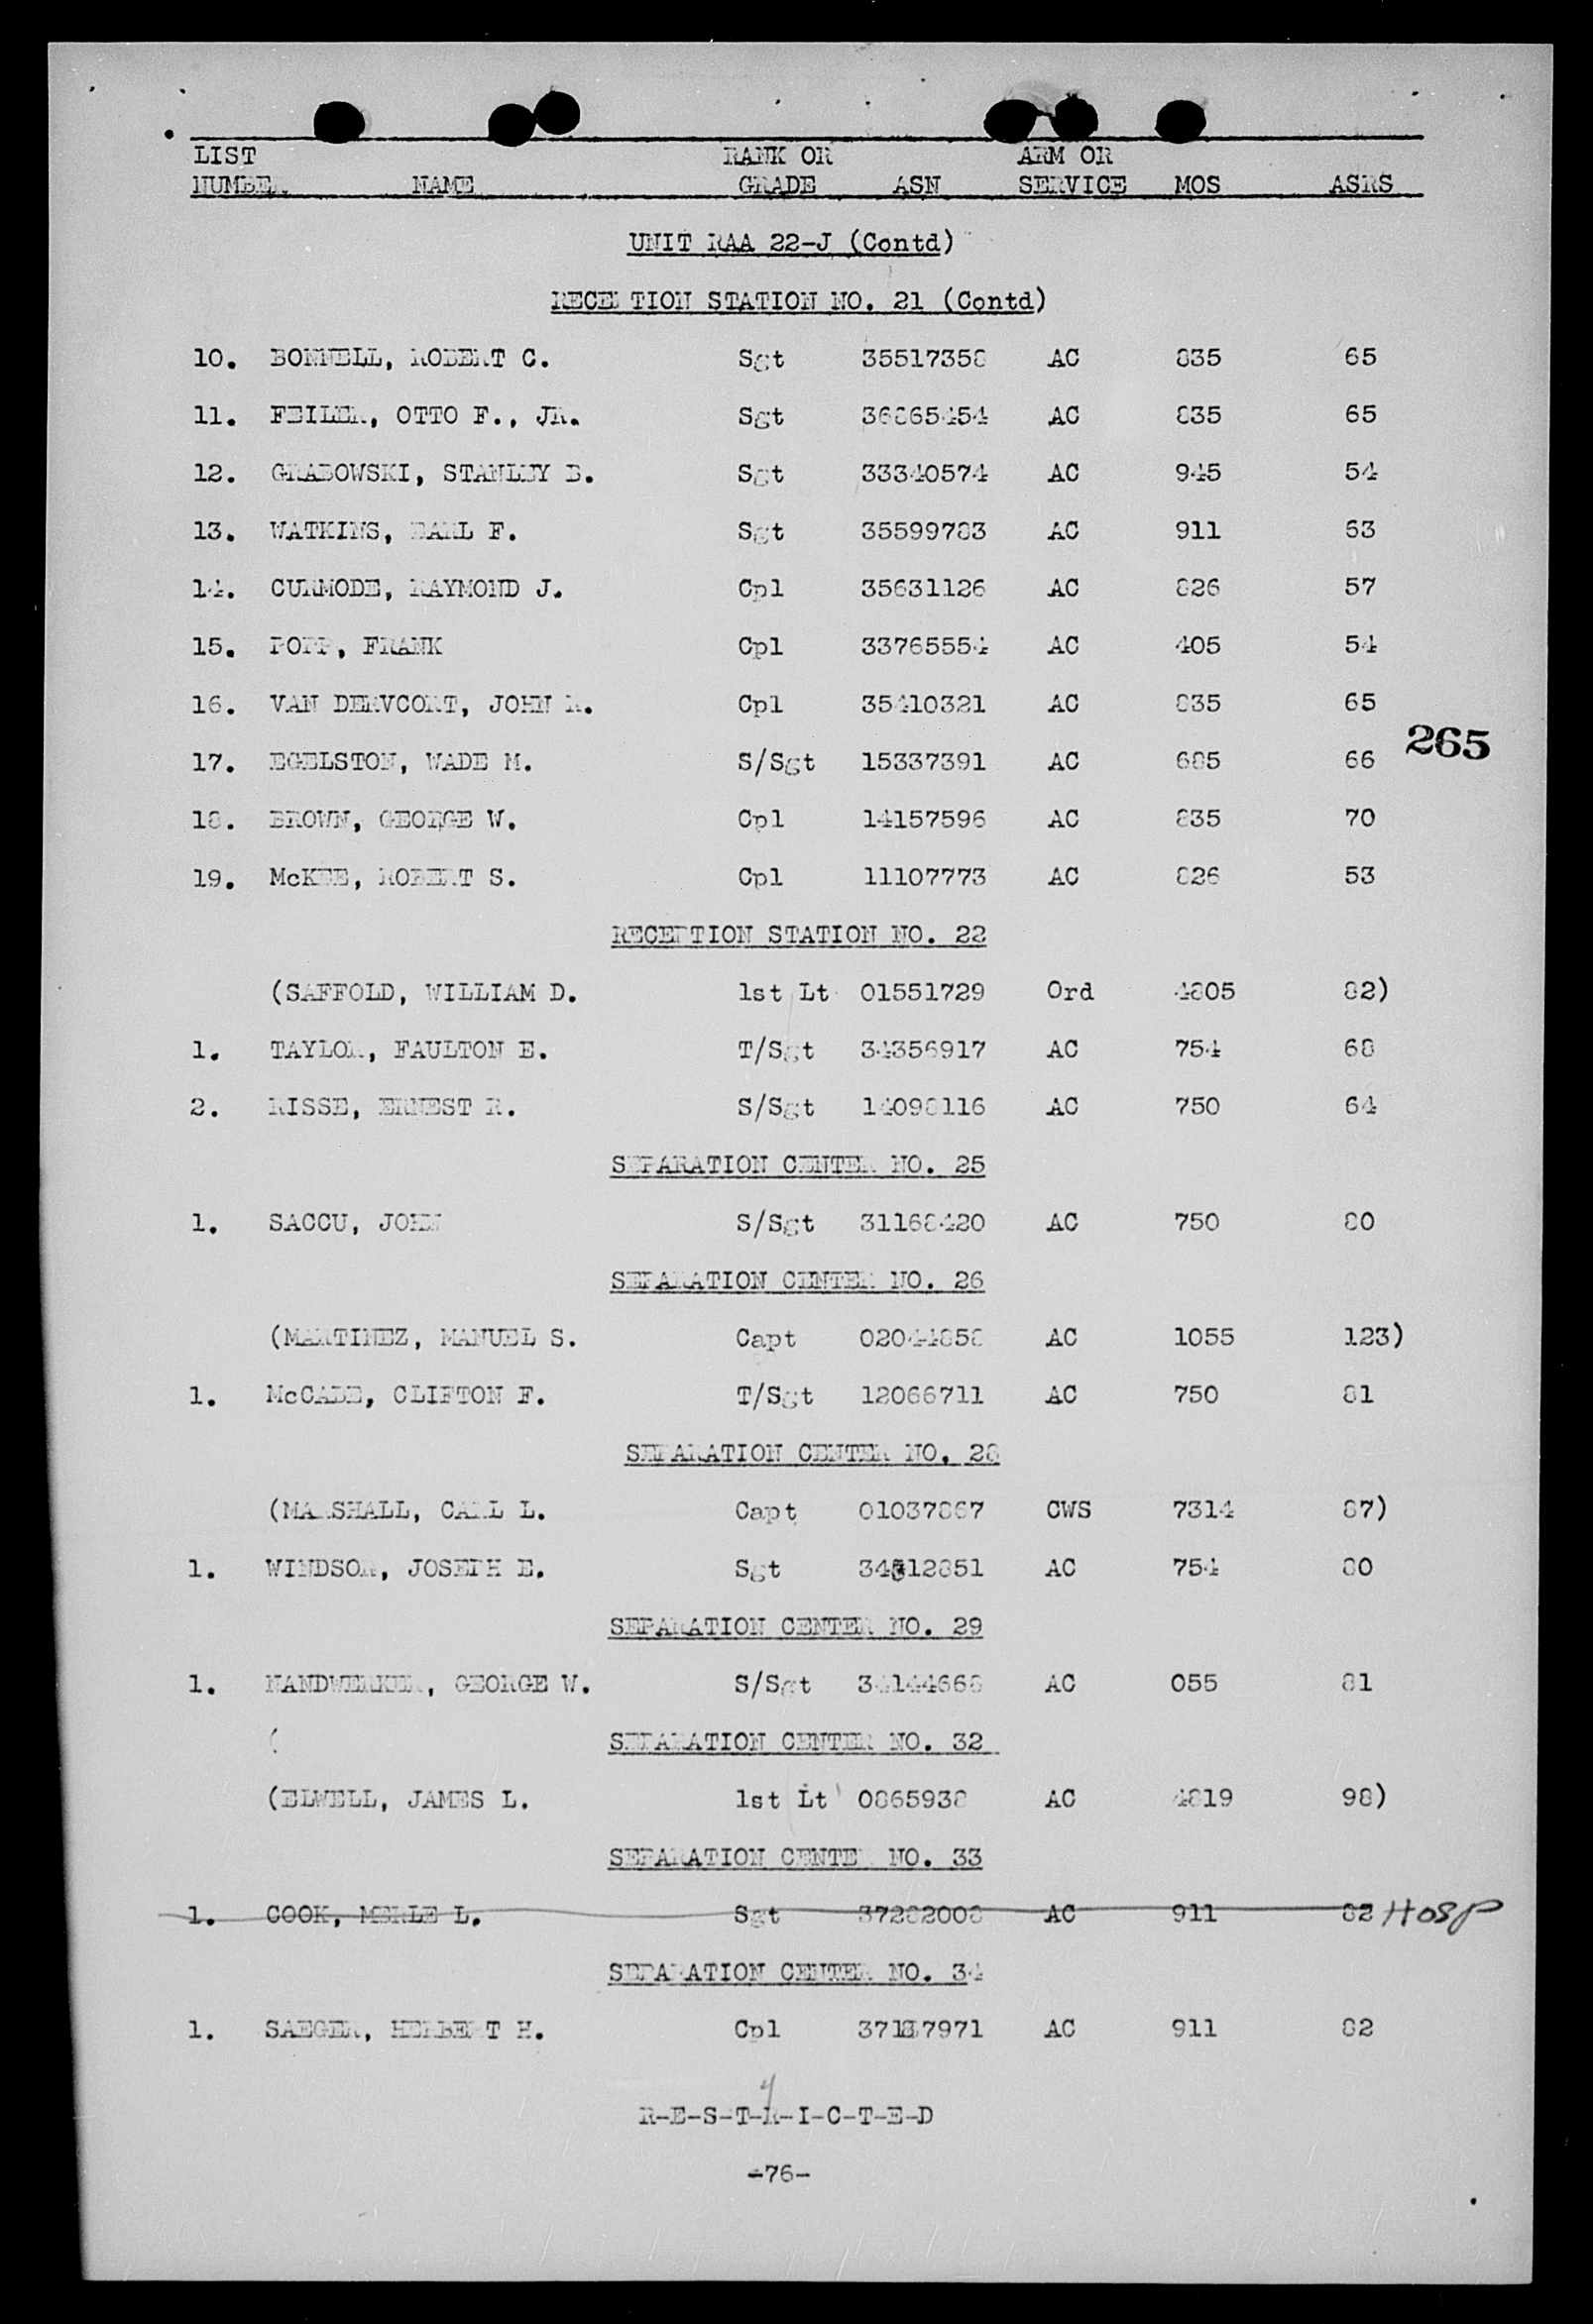 LIST RANK OR ARM OR
NUMBER NAME GRADE ASN SERVICE MOS ASRS
UNIT RAA 22-J (Contd)
RECEPTION STATION NO. 21 (Contd)
10. BONNELL, ROBERT C. Sgt 35517358 AC 835 65
11. FEILER, OTTO F., JR. Sgt 36865454 AC 835 65
12. GRABOWSKI, STANLEY B. Sgt 33340574 AC 945 54
13. WATKINS, EARL F. Sgt 35599783 AC 911 63
14. CURMODE, RAYMOND J. Cpl 35631126 AC 826 57
15. POPP, FRANK Cpl 33765554 AC 405 54
16. VAN DERVCORT, JOHN R. Cpl 35410321 AC 835 65
265
17. EGELSTON, WADE M. S/Sgt 15337391 AC 685 66
18. BROWN, GEORGE W. Cpl 14157596 AC 835 70
19. McKEE, ROBERT S. Cpl 11107773 AC 826 53
RECEPTION STATION NO. 22
(SAFFOLD, WILLIAM D. 1st Lt 01551729 Ord 4805 82)
1. TAYLOR, FAULTON E. T/Sgt 34356917 AC 754 68
2. RISSE, ERNEST R. S/Sgt 14098116 AC 750 64
SEPARATION CENTER NO. 25
1. SACCU, JOHN S/Sgt 31168420 AC 750 80
SEPARATION CENTER NO. 26
(MARTINEZ, MANUEL S. Capt 02044858 AC 1055 123)
1. McCABE, CLIFTON F. T/Sgt 12066711 AC 750 81
SEPARATION CENTER NO. 28
(MARSHALL, CARL L. Capt 01037867 CWS 7314 87)
1. WINDSOR, JOSEPH E. Sgt 34312851 AC 754 80
SEPARATION CENTER NO. 29
1. NANDWERKER, GEORGE W. S/Sgt AC 055 81
( SEPARATION CENTER NO. 32
(ELWELL, JAMES L. 1st Lt 0865938 AC 4819 98)
SEPARATION CENTER NO. 33
1. COOK, MERLE L. Sgt 37282008 AC 911 82 HOSP
SEPARATION CENTER NO. 34
1. SAEGER, HERBERT H. Cpl AC 911 82
R-E-S-T-R-I-C-T-E-D
-76-